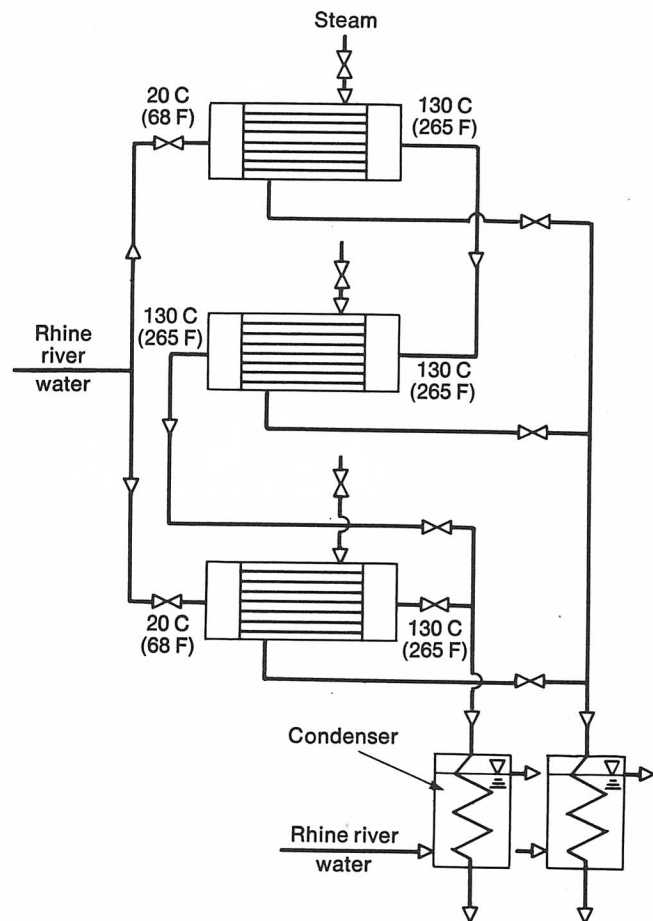 Steam
20 C
(68 F)
130 C
(265 F)
130 C
(265 F)
Rhine
river
water
130 C
(265 F)
20 C
(68 F)
130 C
(265 F)
Condenser
Rhine river
water